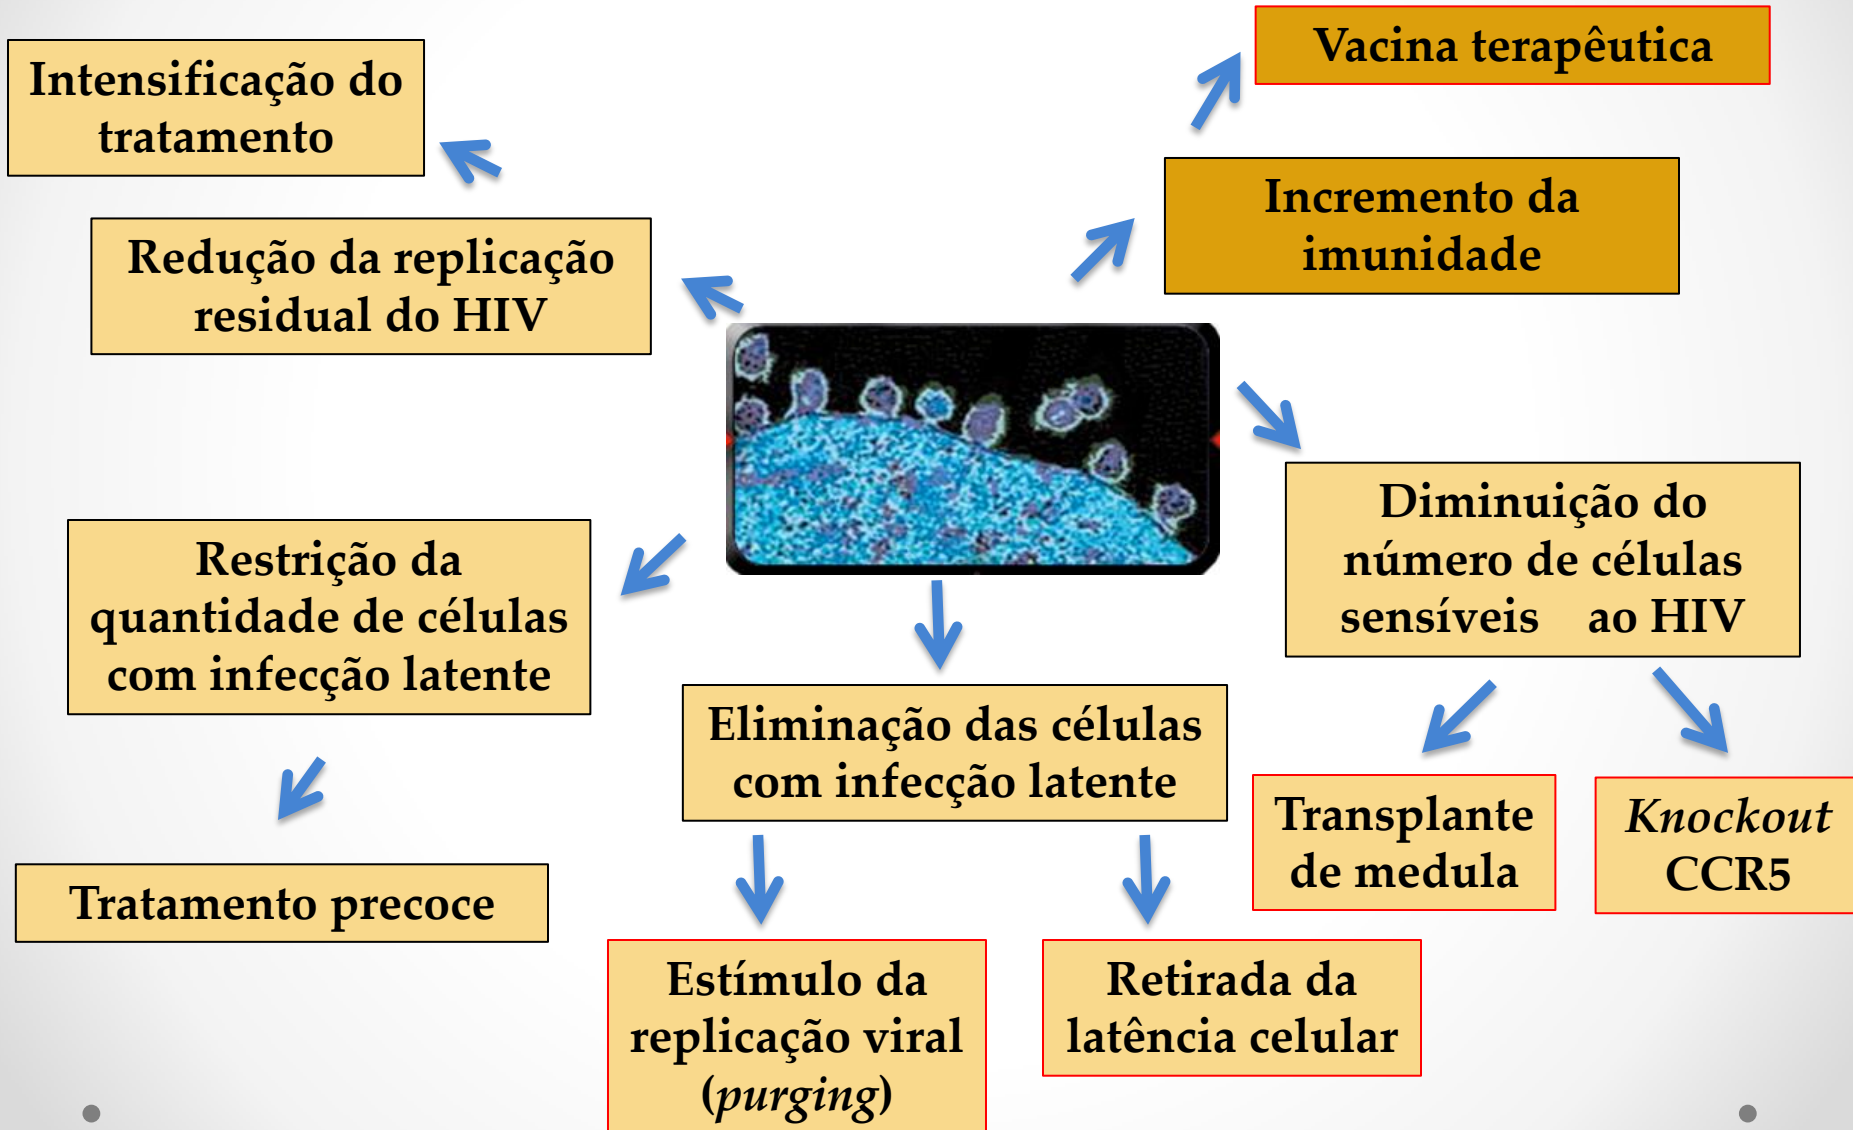 Intensificação do
tratamento
Vacina terapêutica
Redução da replicação
residual do HIV
Incremento da
imunidade
Restrição da
quantidade de células
com infecção latente
Diminuição do
número de células
sensíveis ao HIV
Eliminação das células
com infecção latente
Tratamento precoce
Transplante
de medula
Knockout
CCR5
Estímulo da
replicação viral
(purging)
Retirada da
latência celular